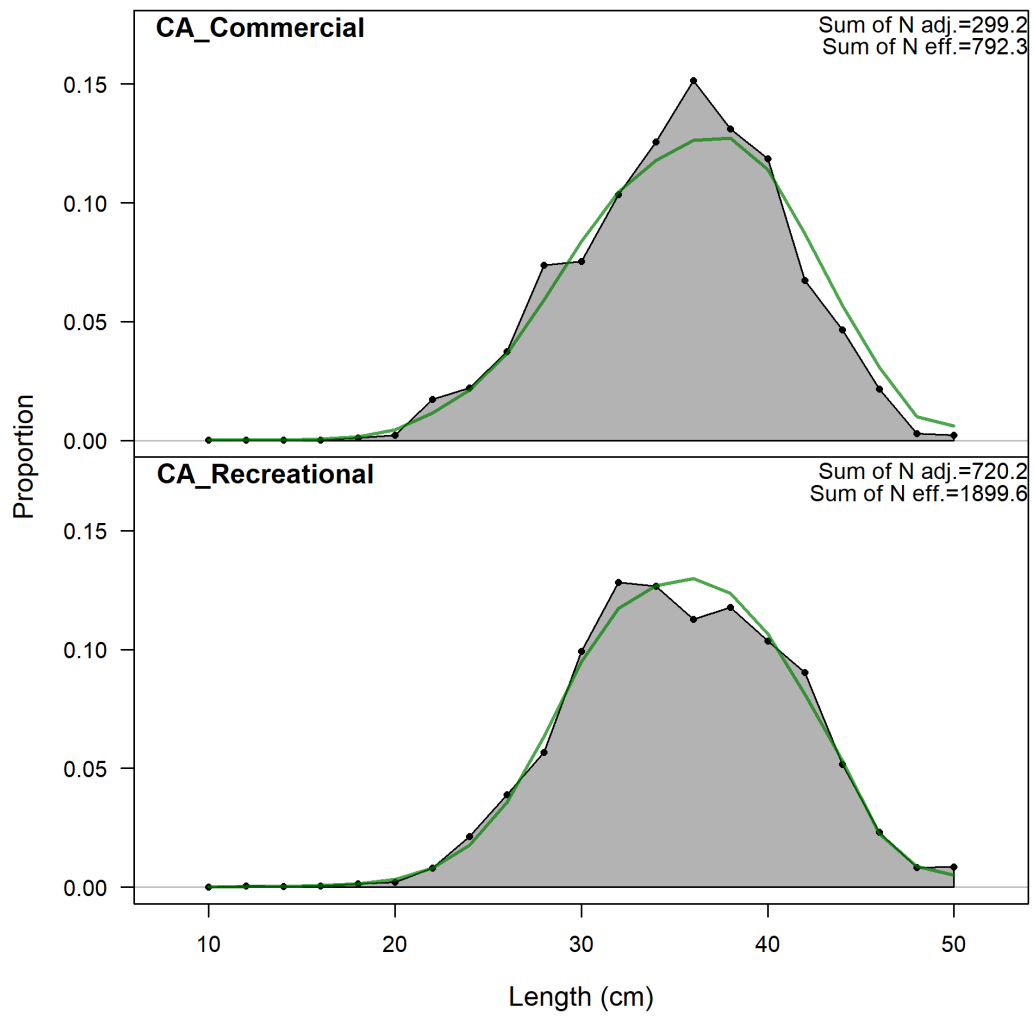 CA_Commercial
Sum of N adj.=299.2
Sum of N eff.=792.3
0.15
0.10
0.05
0.00
CA_Recreational
Sum of N adj.=720.2
Sum of N eff.=1899.6
0.15
0.10
0.05
0.00
Proportion
10 20 30 40 50
Length (cm)